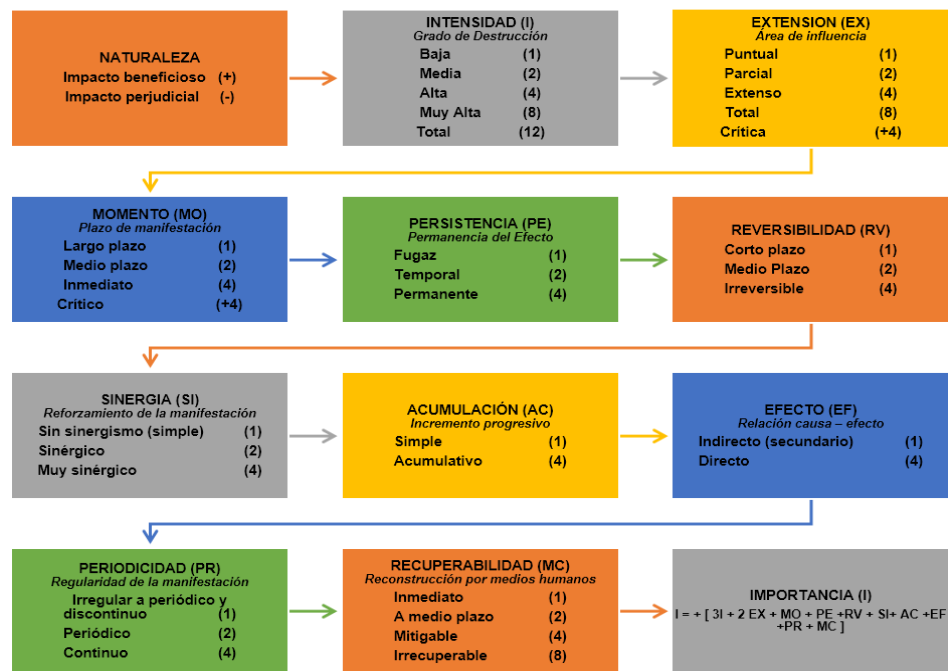 NATURALEZA
Impacto beneficioso (+)
Impacto perjudicial (-)
INTENSIDAD (I)
Grado de Destrucción
Baja (1)
Media (2)
Alta (4)
Muy Alta (8)
Total (12)
EXTENSION (EX)
Área de influencia
Puntual (1)
Parcial (2)
Extenso (4)
Total (8)
Crítica (+4)
MOMENTO (MO)
Plazo de manifestación
Largo plazo (1)
Medio plazo (2)
Inmediato (4)
Crítico (+4)
PERSISTENCIA (PE)
Permanencia del Efecto
Fugaz (1)
Temporal (2)
Permanente (4)
REVERSIBILIDAD (RV)
Corto plazo (1)
Medio Plazo (2)
Irreversible (4)
SINERGIA (SI)
Reforzamiento de la manifestación
Sin sinergismo (simple) (1)
Sinérgico (2)
Muy sinérgico (4)
ACUMULACIÓN (AC)
Incremento progresivo
Simple (1)
Acumulativo (4)
EFECTO (EF)
Relación causa – efecto
Indirecto (secundario) (1)
Directo (4)
PERIODICIDAD (PR)
Regularidad de la manifestación
Irregular a periódico y
discontinuo (1)
Periódico (2)
Continuo (4)
RECUPERABILIDAD (MC)
Reconstrucción por medios humanos
Inmediato (1)
A medio plazo (2)
Mitigable (4)
Irrecuperable (8)
IMPORTANCIA (I)
I = + [ 3I + 2 EX + MO + PE +RV + SI+ AC +EF
+PR + MC ]